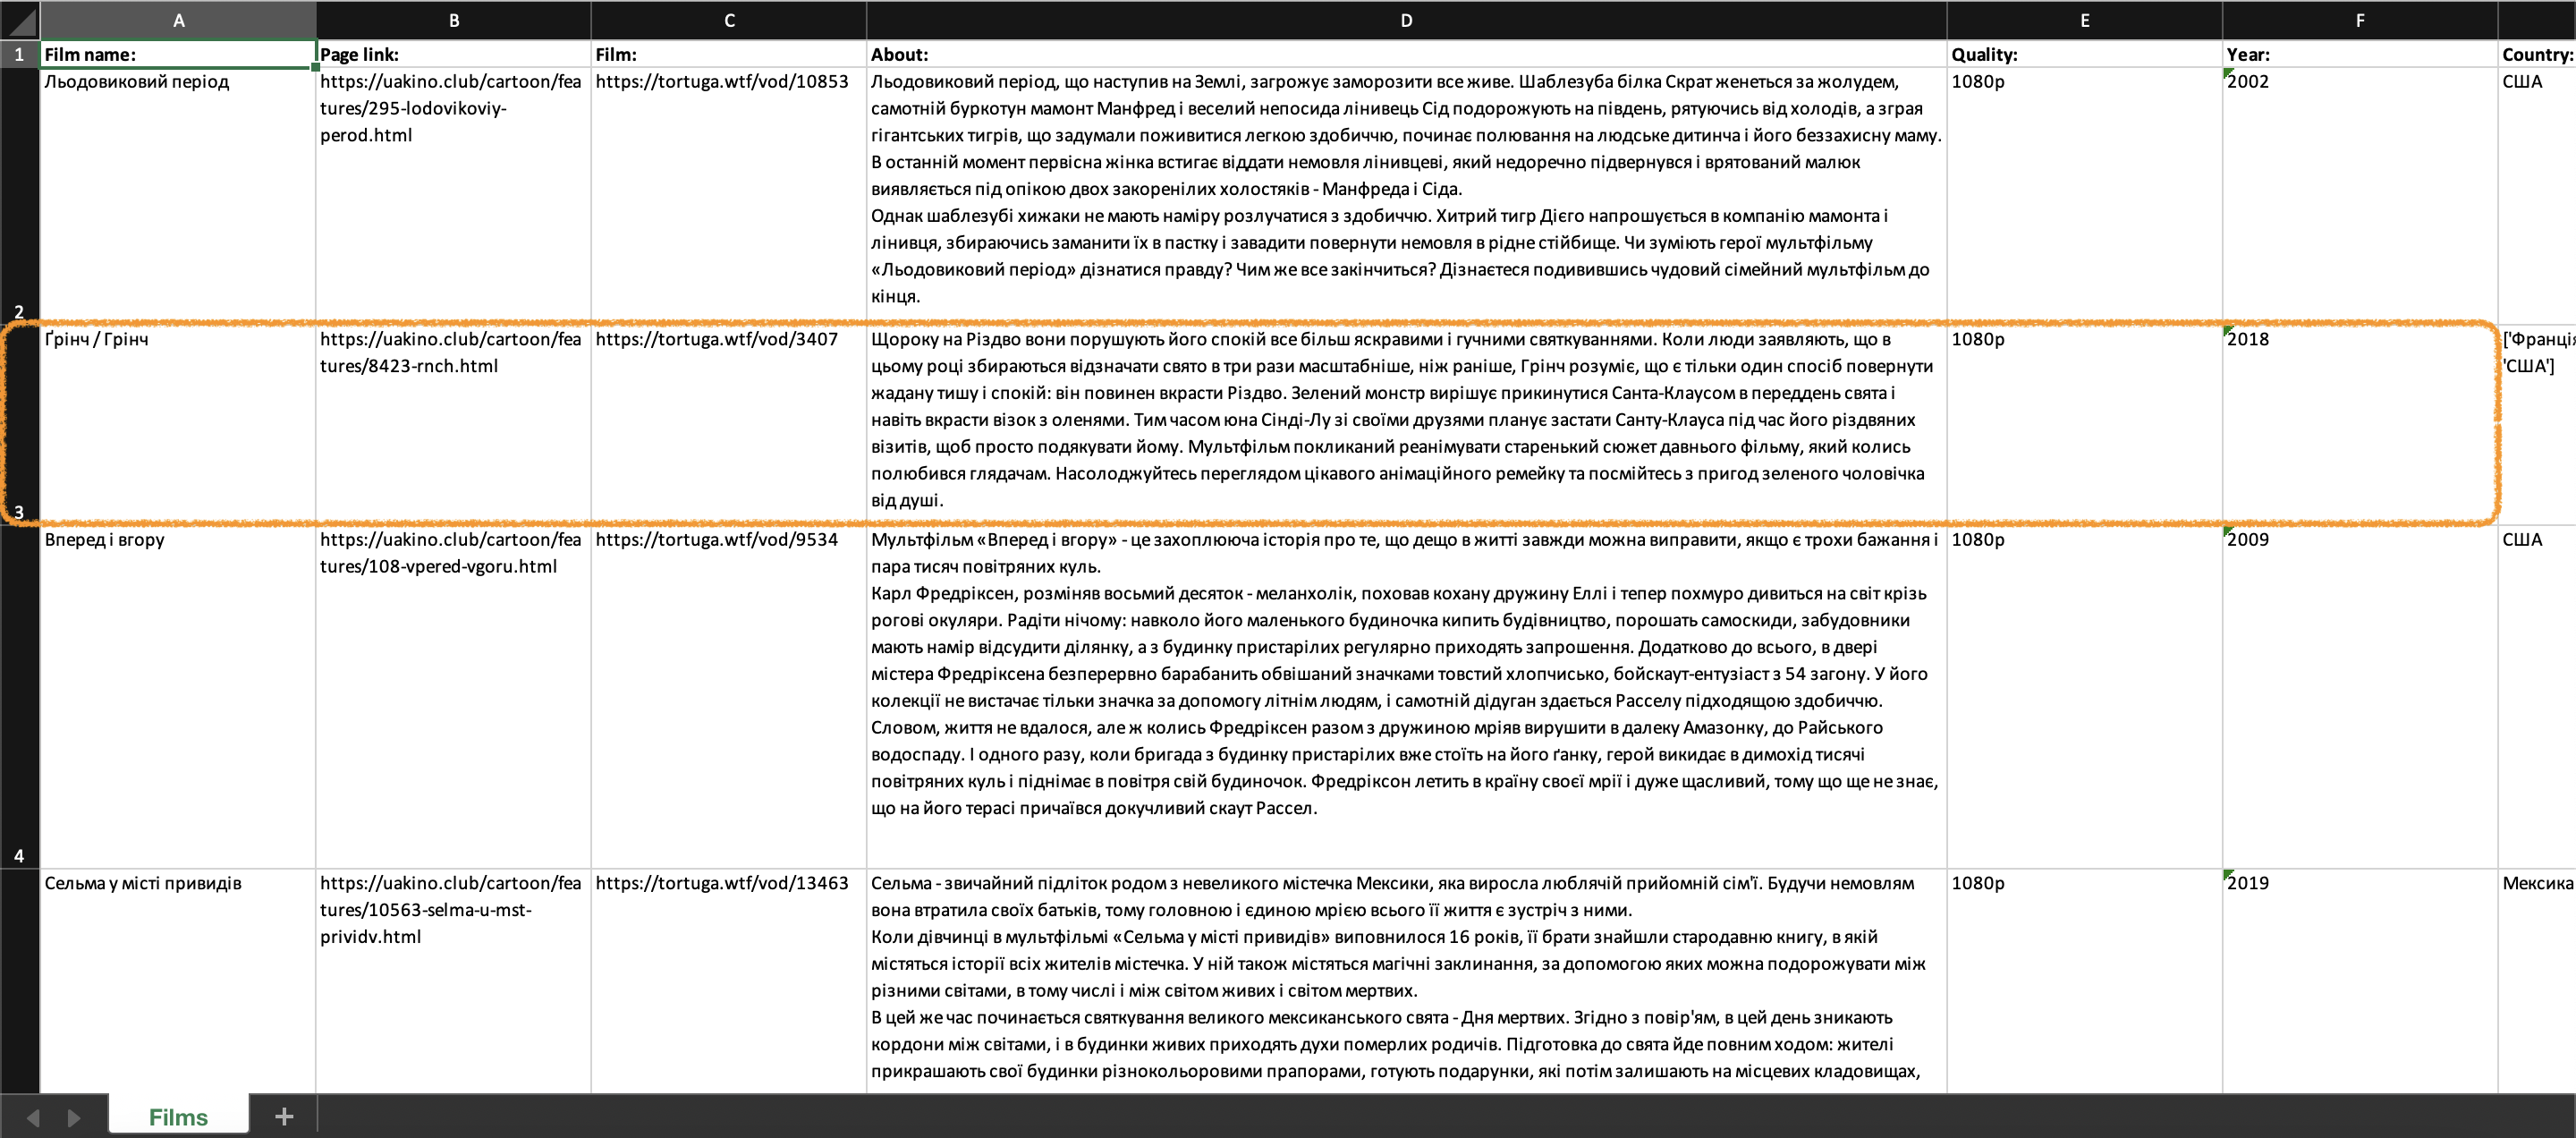 A B C D E F
1 Film name: Page link: Film: About: Quality: Year: Country:
Льодовиковий період
https://uakino.club/cartoon/fea
tures/295-lodovikoviy-
perod.html
https://tortuga.wtf/vod/10853
Льодовиковий період, що наступив на Землі, загрожує заморозити все живе. Шаблезуба білка Скрат женеться за жолудем,
самотній буркотун мамонт Манфред і веселий непосида лінивець Сід подорожують на південь, рятуючись від холодів, а зграя
гігантських тигрів, що задумали поживитися легкою здобиччю, починає полювання на людське дитинча і його беззахисну маму.
В останній момент первісна жінка встигає віддати немовля лінивцеві, який недоречно підвернувся і врятований малюк
виявляється під опікою двох закоренілих холостяків - Манфреда і Сіда.
Однак шаблезубі хижаки не мають наміру розлучатися з здобиччю. Хитрий тигр Дієго напрошується в компанію мамонта і
лінивця, збираючись заманити їх в пастку і завадити повернути немовля в рідне стійбище. Чи зуміють герої мультфільму
«Льодовиковий період» дізнатися правду? Чим же все закінчиться? Дізнаєтеся подивившись чудовий сімейний мультфільм до
кінця.
1080p
2002
США
2
Ґрінч / Грінч
https://uakino.club/cartoon/fea
tures/8423-rnch.html
https://tortuga.wtf/vod/3407
Щороку на Різдво вони порушують його спокій все більш яскравими і гучними святкуваннями. Коли люди заявляють, що в
цьому році збираються відзначати свято в три рази масштабніше, ніж раніше, Грінч розуміє, що є тільки один спосіб повернути
жадану тишу і спокій: він повинен вкрасти Різдво. Зелений монстр вирішує прикинутися Санта-Клаусом в переддень свята і
навіть вкрасти візок з оленями. Тим часом юна Сінді-Лу зі своїми друзями планує застати Санту-Клауса під час його різдвяних
візитів, щоб просто подякувати йому. Мультфільм покликаний реанімувати старенький сюжет давнього фільму, який колись
полюбився глядачам. Насолоджуйтесь переглядом цікавого анімаційного ремейку та посмійтесь з пригод зеленого чоловічка
від душі.
1080p
2018
['Франція
'США']
3
Вперед і вгору
https://uakino.club/cartoon/fea
tures/108-vpered-vgoru.html
https://tortuga.wtf/vod/9534
Мультфільм «Вперед і вгору» - це захоплююча історія про те, що дещо в житті завжди можна виправити, якщо є трохи бажання і
пара тисяч повітряних куль.
Карл Фредріксен, розміняв восьмий десяток - меланхолік, поховав кохану дружину Еллі і тепер похмуро дивиться на світ крізь
рогові окуляри. Радіти нічому: навколо його маленького будиночка кипить будівництво, порошать самоскиди, забудовники
мають намір відсудити ділянку, а з будинку пристарілих регулярно приходять запрошення. Додатково до всього, в двері
містера Фредріксена безперервно барабанить обвішаний значками товстий хлопчисько, бойскаут-ентузіаст з 54 загону. У його
колекції не вистачає тільки значка за допомогу літнім людям, і самотній дідуган здається Расселу підходящою здобиччю.
Словом, життя не вдалося, але ж колись Фредріксен разом з дружиною мріяв вирушити в далеку Амазонку, до Райського
водоспаду. І одного разу, коли бригада з будинку пристарілих вже стоїть на його ґанку, герой викидає в димохід тисячі
повітряних куль і піднімає в повітря свій будиночок. Фредріксон летить в країну своєї мрії і дуже щасливий, тому що ще не знає,
що на його терасі причаївся докучливий скаут Рассел.
1080p
2009
США
4
Сельма у місті привидів
https://uakino.club/cartoon/fea
tures/10563-selma-u-mst-
prividv.html
https://tortuga.wtf/vod/13463
Сельма - звичайний підліток родом з невеликого містечка Мексики, яка виросла люблячій прийомній сім'ї. Будучи немовлям
вона втратила своїх батьків, тому головною і єдиною мрією всього її життя є зустріч з ними.
Коли дівчинці в мультфільмі «Сельма у місті привидів» виповнилося 16 років, її брати знайшли стародавню книгу, в якій
містяться історії всіх жителів містечка. У ній також містяться магічні заклинання, за допомогою яких можна подорожувати між
різними світами, в тому числі і між світом живих і світом мертвих.
В цей же час починається святкування великого мексиканського свята - Дня мертвих. Згідно з повір'ям, в цей день зникають
кордони між світами, і в будинки живих приходять духи померлих родичів. Підготовка до свята йде повним ходом: жителі
прикрашають свої будинки різнокольоровими прапорами, готують подарунки, які потім залишають на місцевих кладовищах,
1080p
2019
Мексика
Films +